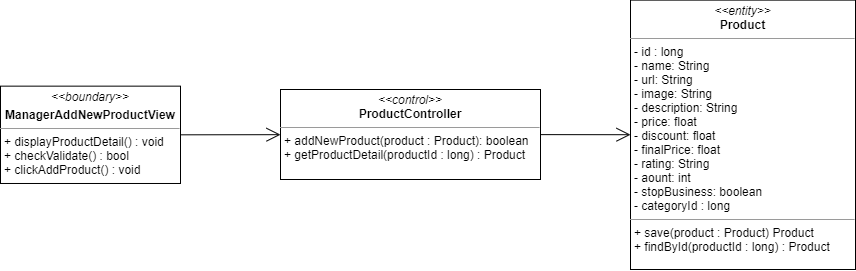 <<boundary>>
ManagerAddNewProductView
+ displayProductDetail() : void
+ checkValidate() : bool
+ clickAddProduct() : void
<<control>>
ProductController
+ addNewProduct(product : Product): boolean
+ getProductDetail(productId : long) : Product
<<entity>>
Product
- id : long
- name: String
- url: String
- image: String
- description: String
- price: float
- discount: float
- finalPrice: float
- rating: String
- aount: int
- stopBusiness: boolean
- categoryId : long
+ save(product : Product) Product
+ findById(productId : long) : Product